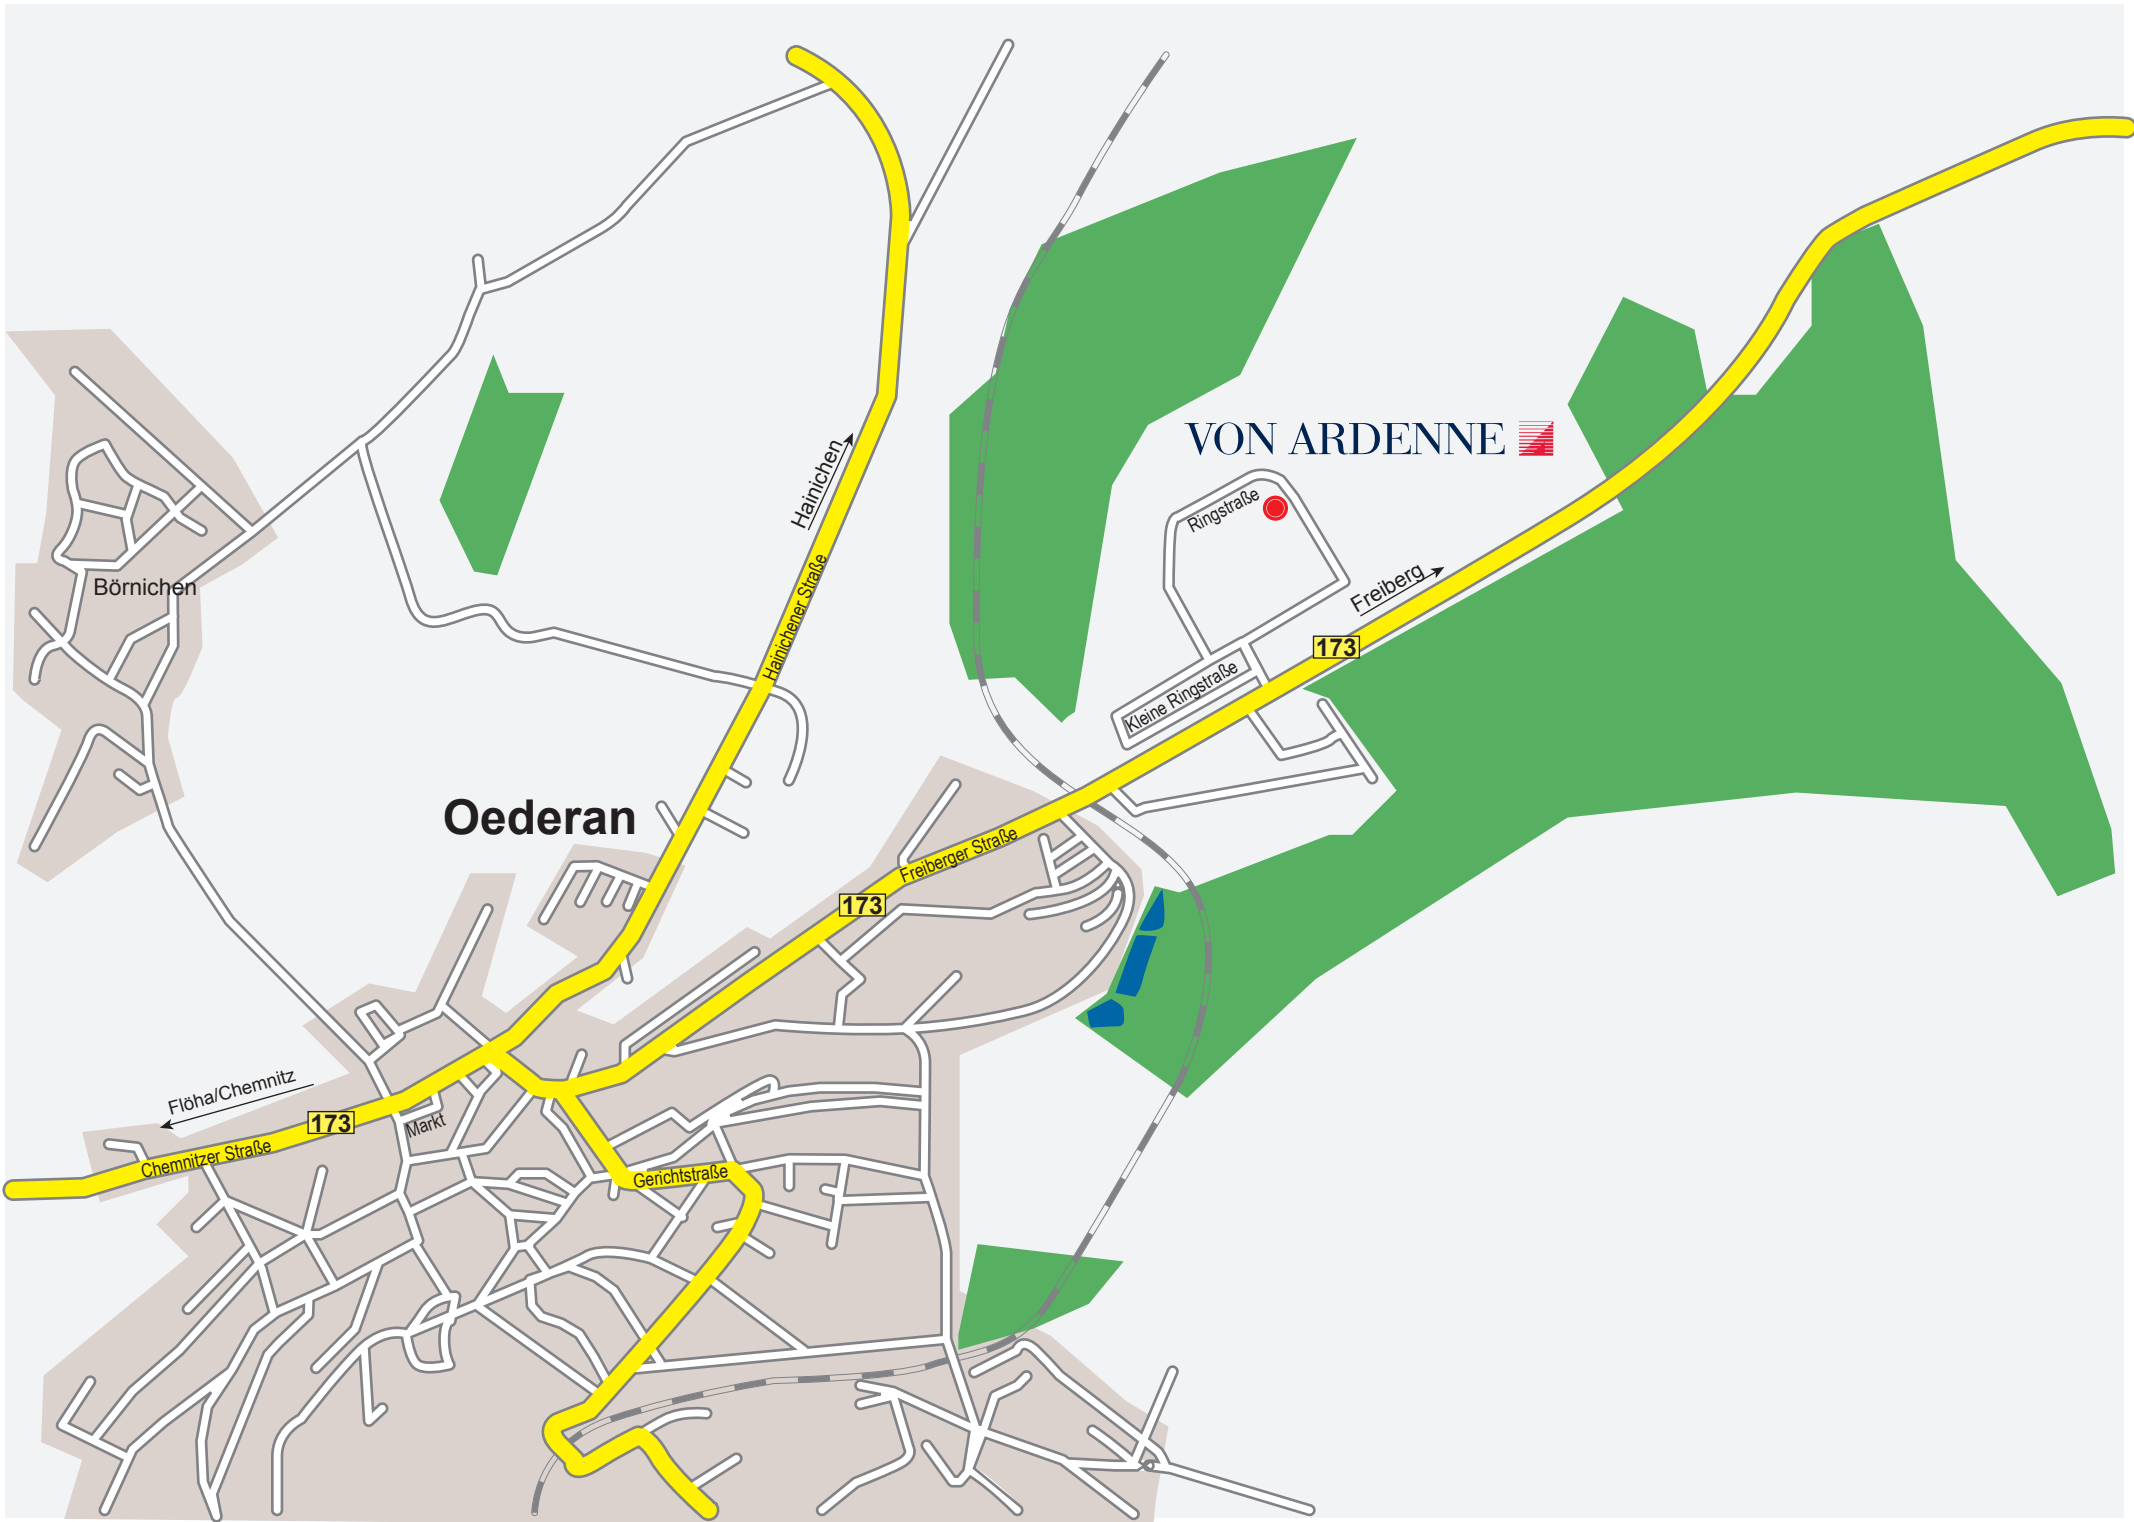 VON ARDENNE
Hainichen
Ringstraße
Hainichener Straße
Freiberg
Börnichen
173
Kleine Ringstraße
Oederan
Freiberger Straße
173
Flöha/Chemnitz
173
Markt
Chemnitzer Straße
Gerichtstraße